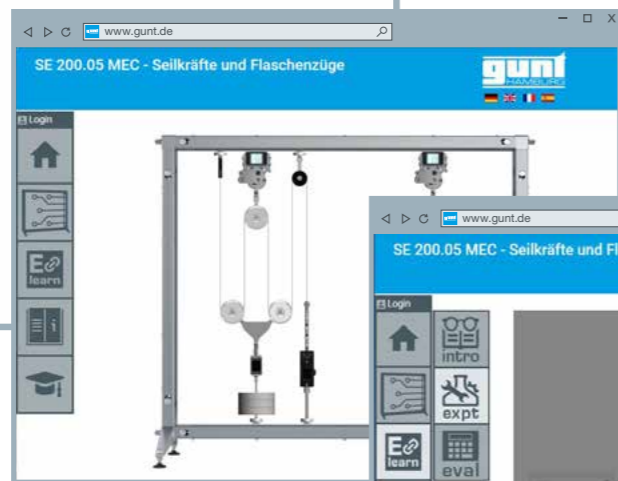 www.gunt.de
SE 200.05 MEC - Seilkräfte und Flaschenzüge
gunt
HAMBURG
Login
E
learn
i
www.gunt.de
SE 200.05 MEC - Seilkräfte und Fl
Login
intro
expt
E
learn
eval